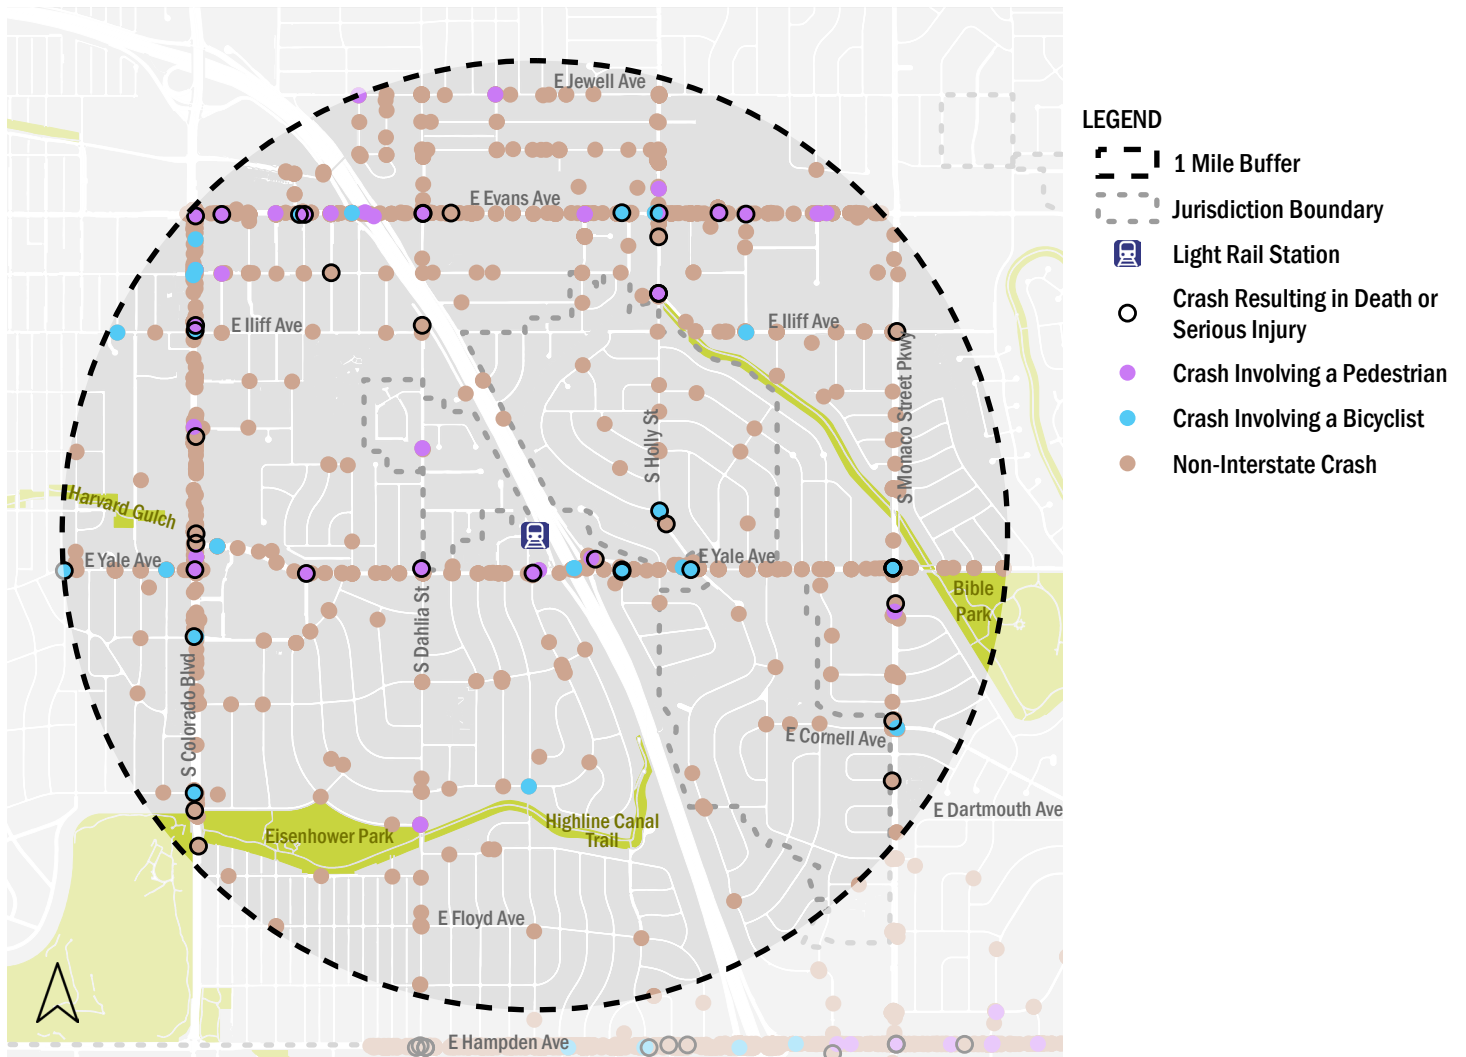 E Jewell Ave
E Evans Ave
E Iliff Ave
E Iliff Ave
S Monaco Street Pkwy
S Holly St
Harvard Gulch
E Yale Ave
E Yale Ave
Bible
Park
S Dahlia St
S Colorado Blvd
E Cornell Ave
E Dartmouth Ave
Eisenhower Park
Highline Canal
Trail
E Floyd Ave
E Hampden Ave
LEGEND
1 Mile Buffer
Jurisdiction Boundary
Light Rail Station
Crash Resulting in Death or
Serious Injury
Crash Involving a Pedestrian
Crash Involving a Bicyclist
Non-Interstate Crash